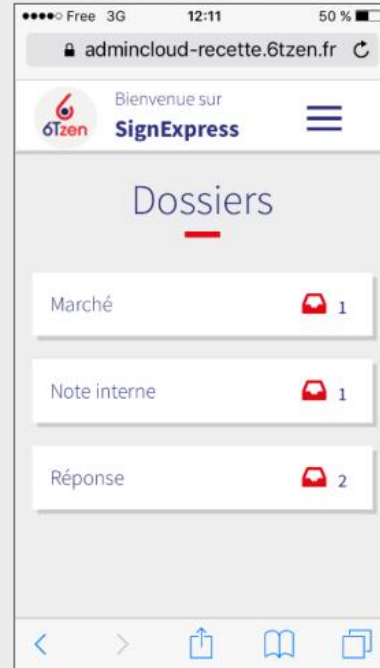 Free 3G 12:11 50 %
admincloud-recette.6tzen.fr
6Tzen
Bienvenue sur
SignExpress
Dossiers
Marché 1
Note interne 1
Réponse 2